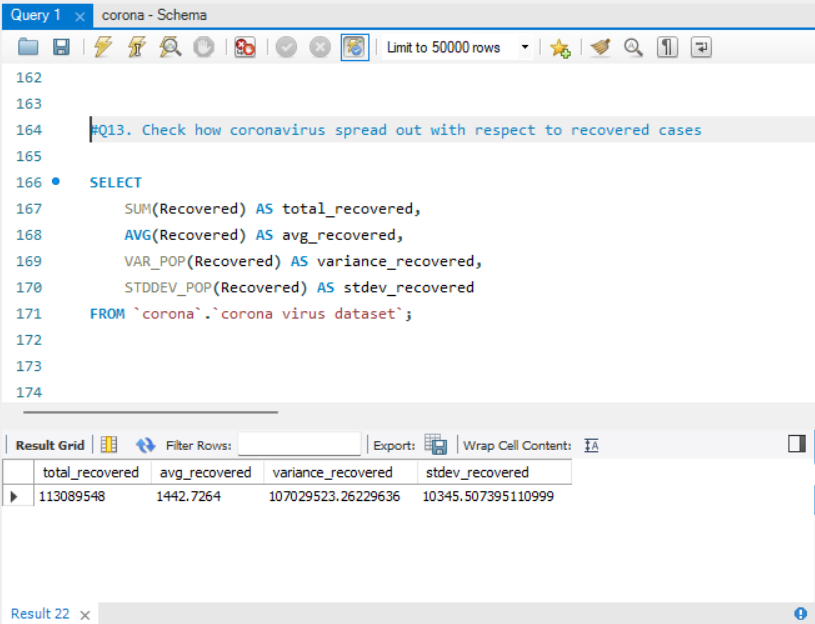 Query 1 corona - Schema
Limit to 50000 rows
162
163
164 #Q13. Check how coronavirus spread out with respect to recovered cases
165
166 SELECT
167 SUM(Recovered) AS total_recovered,
168 AVG(Recovered) AS avg_recovered,
169 VAR_POP(Recovered) AS variance_recovered,
170 STDDEV_POP(Recovered) AS stdev_recovered
171 FROM `corona`.`corona virus dataset`;
172
173
174
Result Grid Filter Rows: Export: Wrap Cell Content:
total_recovered avg_recovered variance_recovered stdev_recovered
113089548 1442.7264 107029523.26229636 10345.507395110999
Result 22